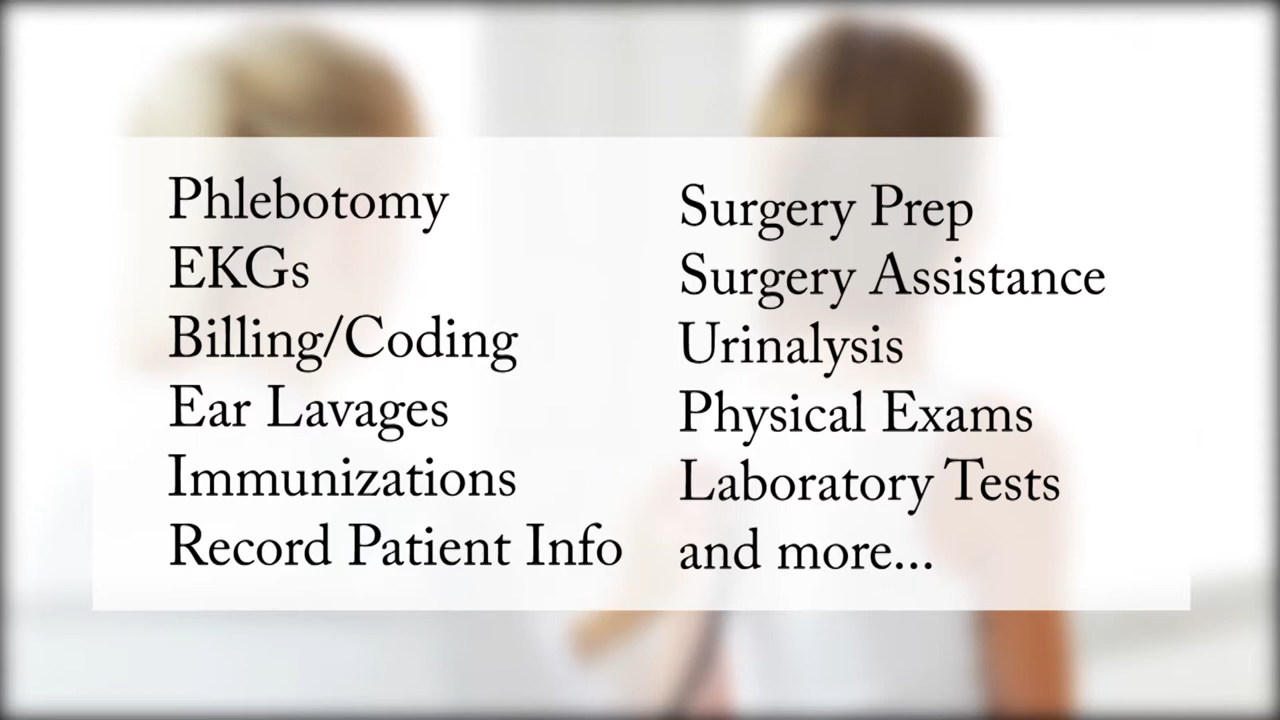 Phlebotomy
EKGs
Billing/Coding
Ear Lavages
Immunizations
Record Patient Info
Surgery Prep
Surgery Assistance
Urinalysis
Physical Exams
Laboratory Tests
and more...